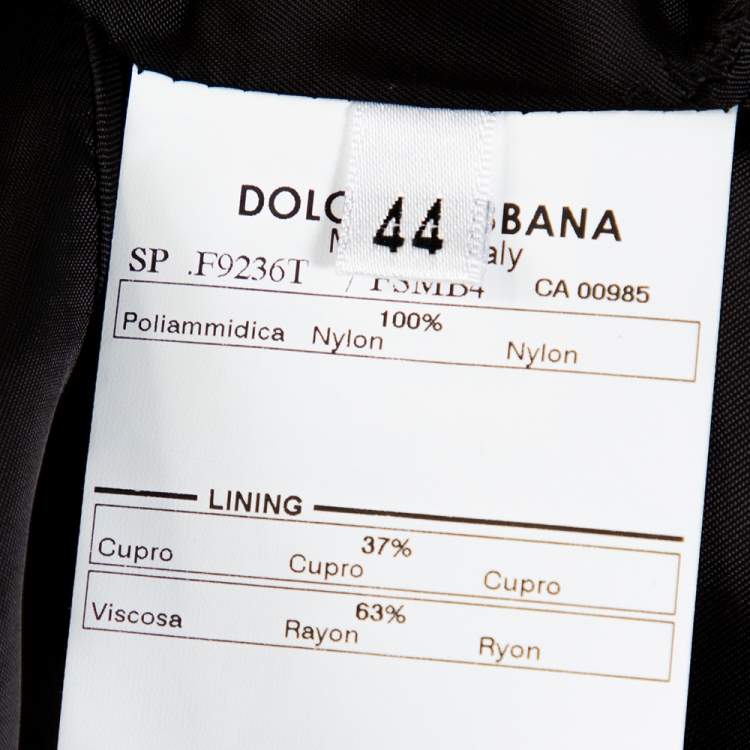 DOLC BBANA
44
M aly
SP .F9236T / F3MB4 CA 00985
100%
Poliammidica Nylon Nylon
LINING
37%
Cupro Cupro Cupro
63%
Viscosa Rayon Ryon